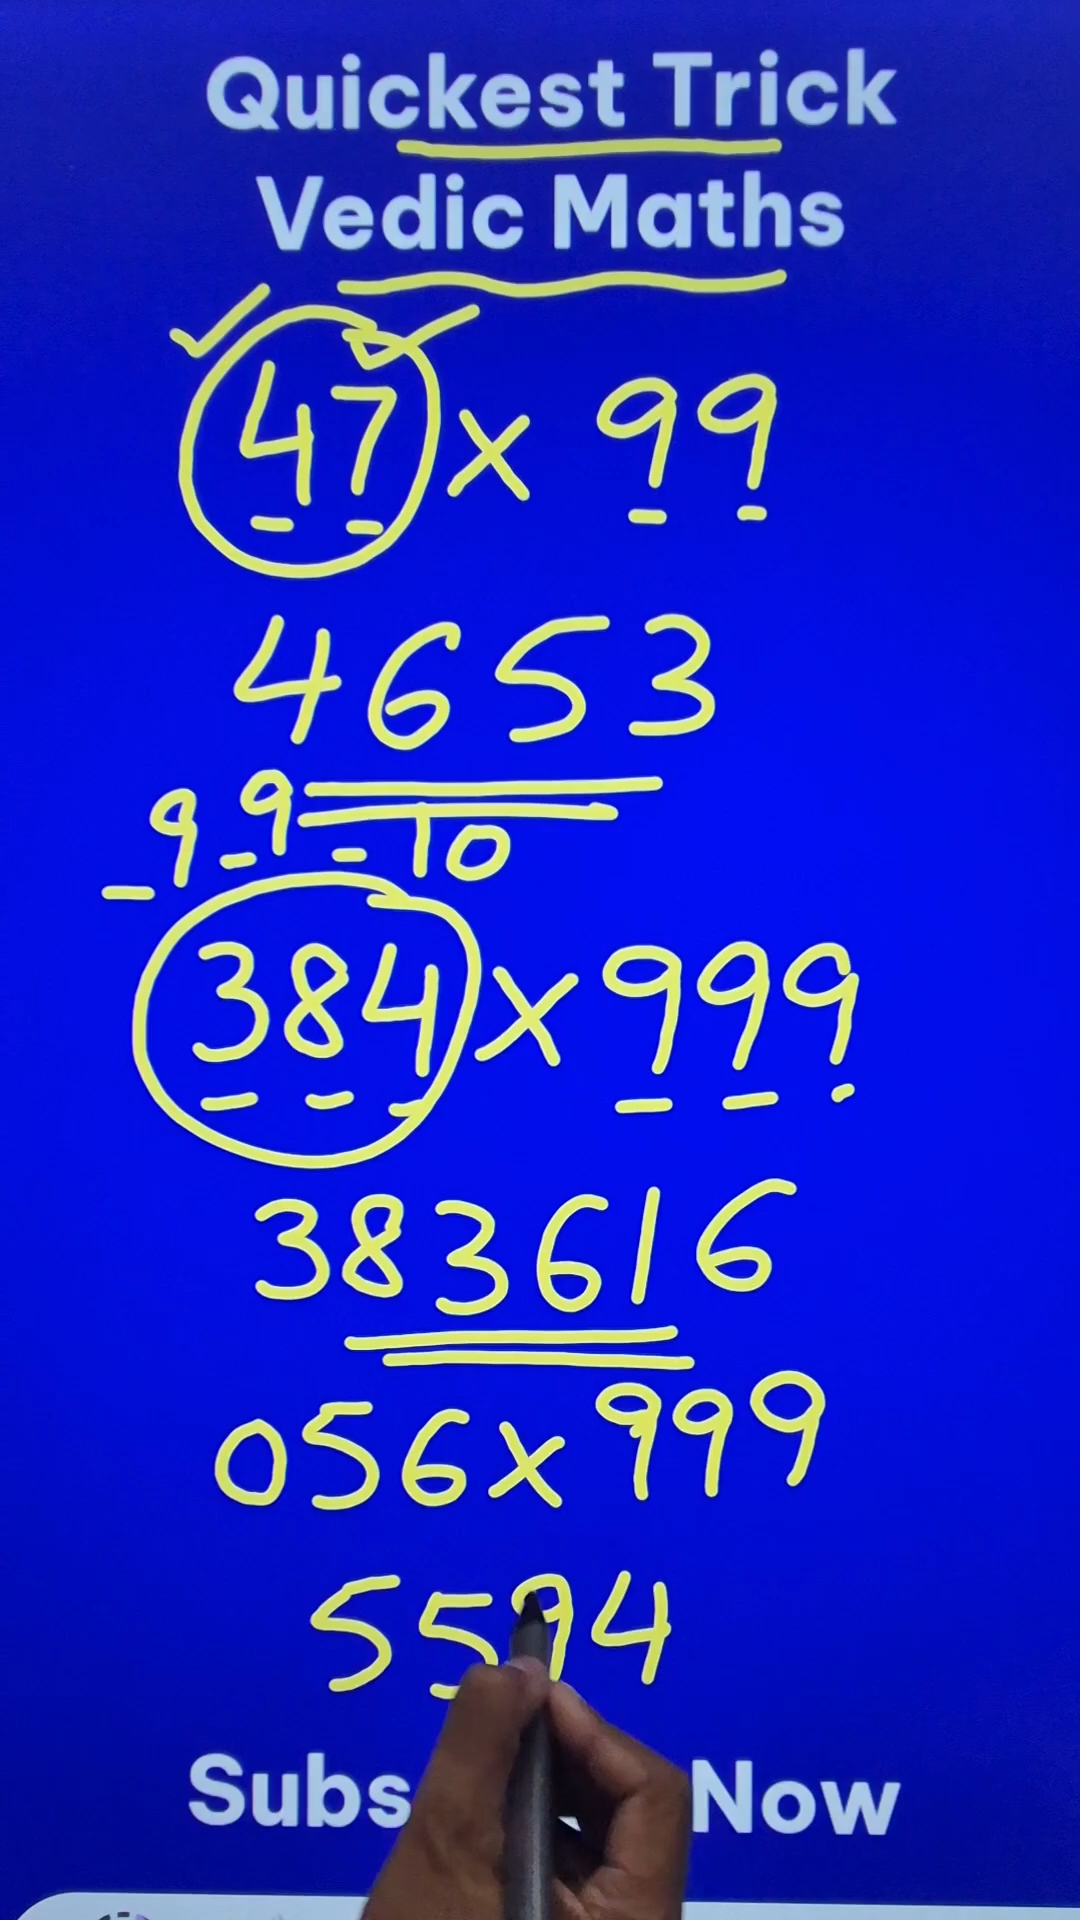 Quickest Trick
Vedic Maths
47 x 99
4653
9 9 10
384 x 999
383616
056 x 999
5594
Subs Now